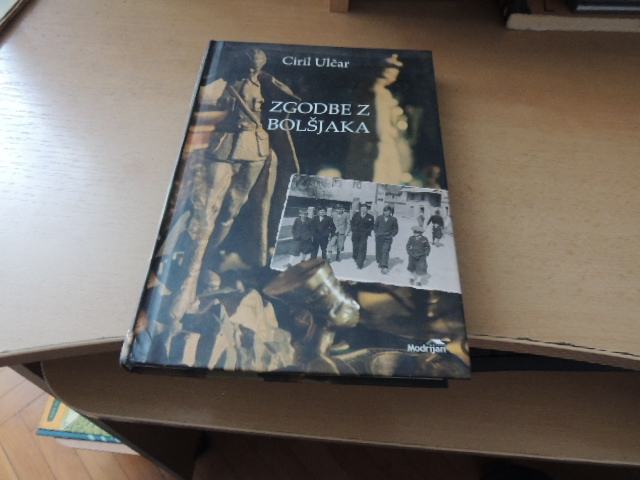 Ciril Ulčar
ZGODBE Z
BOLŠJAKA
Modrijan